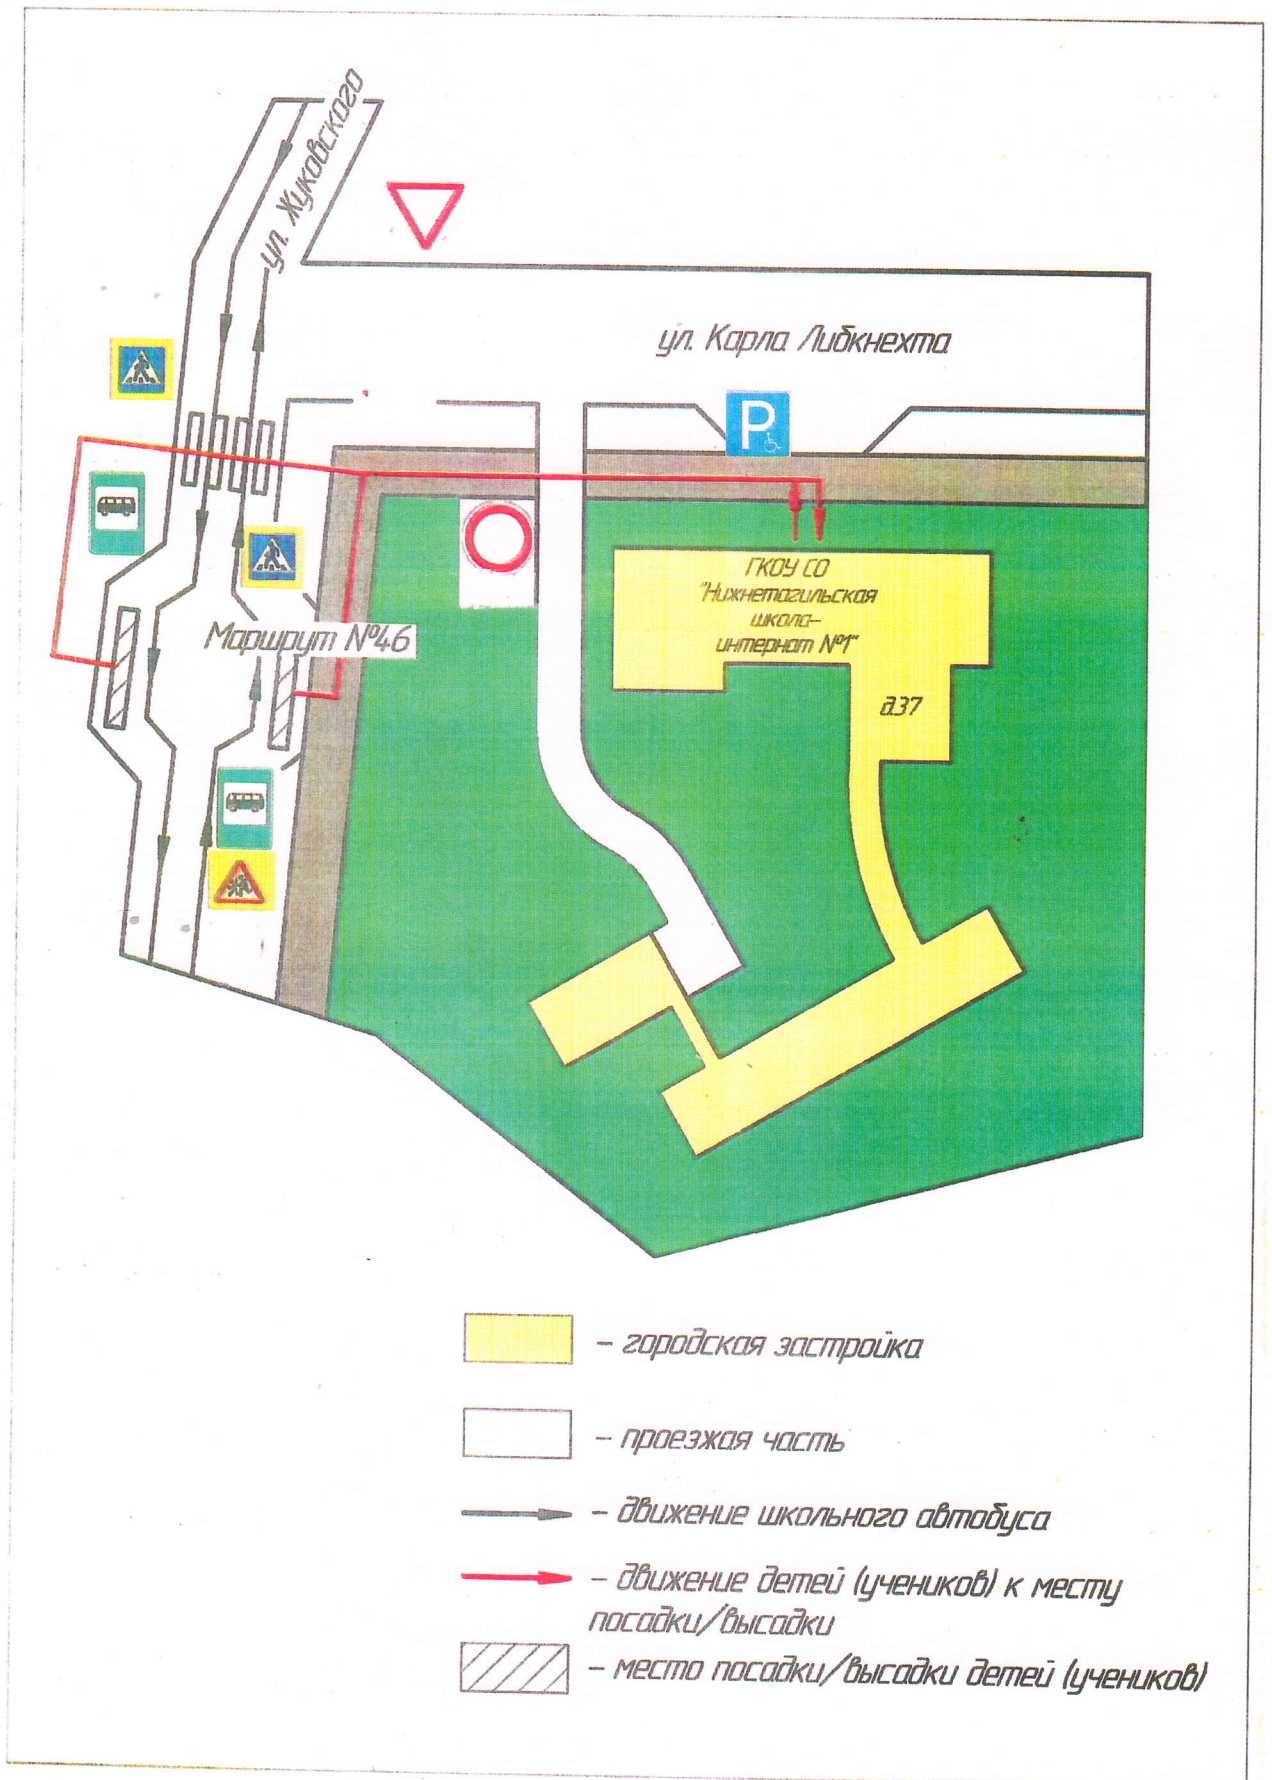 ул. Жуковского
ул. Карла Либкнехта
P
ГКОУ СО
"Нижнетагильская
школа-
интернат №1"
Маршрут №46
д.37
– городская застройка
– проезжая часть
– движение школьного автобуса
– движение детей (учеников) к месту
посадки/высадки
– место посадки/высадки детей (учеников)